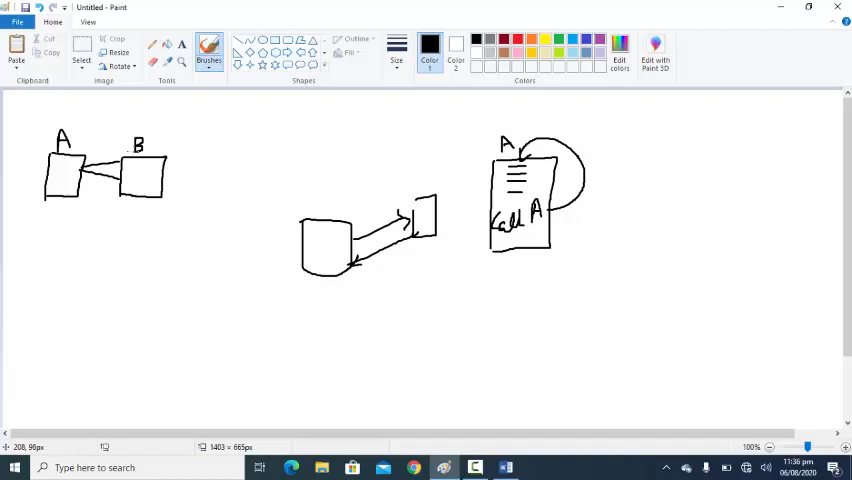 Untitled - Paint
File
Home
View
Paste
Cut
Copy
Clipboard
Select
Crop
Resize
Rotate
Image
A
Tools
Brushes
Outline
Fill
Shapes
Size
Color
1
Color
2
Edit
colors
Colors
Edit with
Paint 3D
A
B
A
Call A
208, 98px
1403 × 665px
100%
Type here to search
11:36 pm
06/08/2020
2